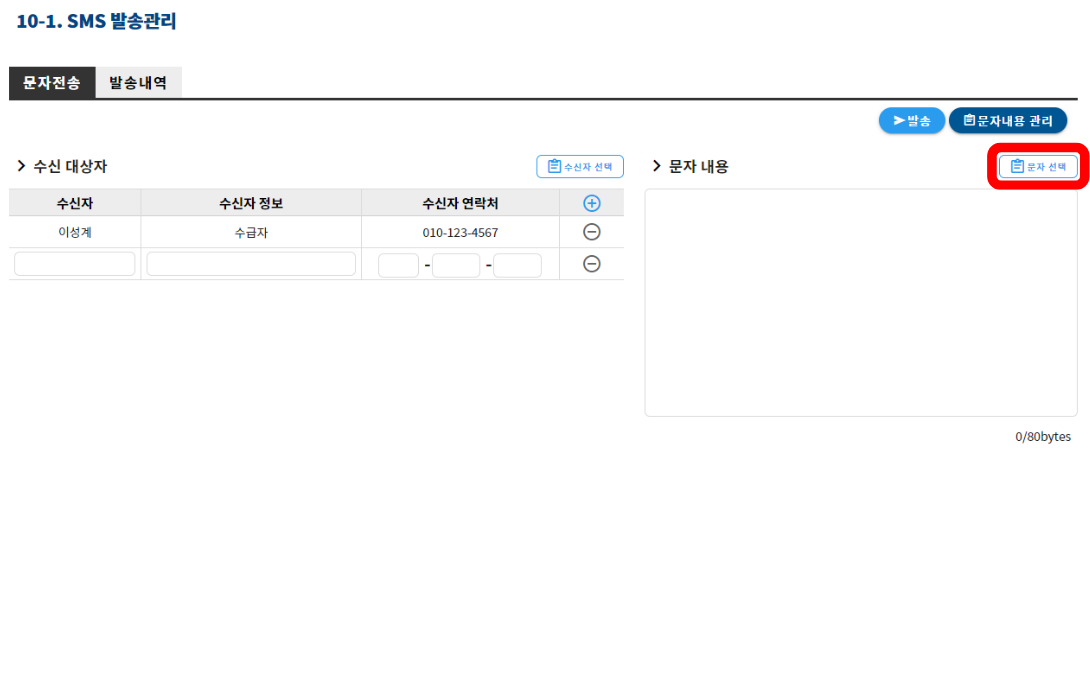 10-1. SMS 발송관리
문자전송 발송내역
발송 문자내용 관리
수신 대상자 수신자 선택
수신자 수신자 정보 수신자 연락처
이성계 수급자 010-123-4567
- -
문자 내용 문자 선택
0/80bytes